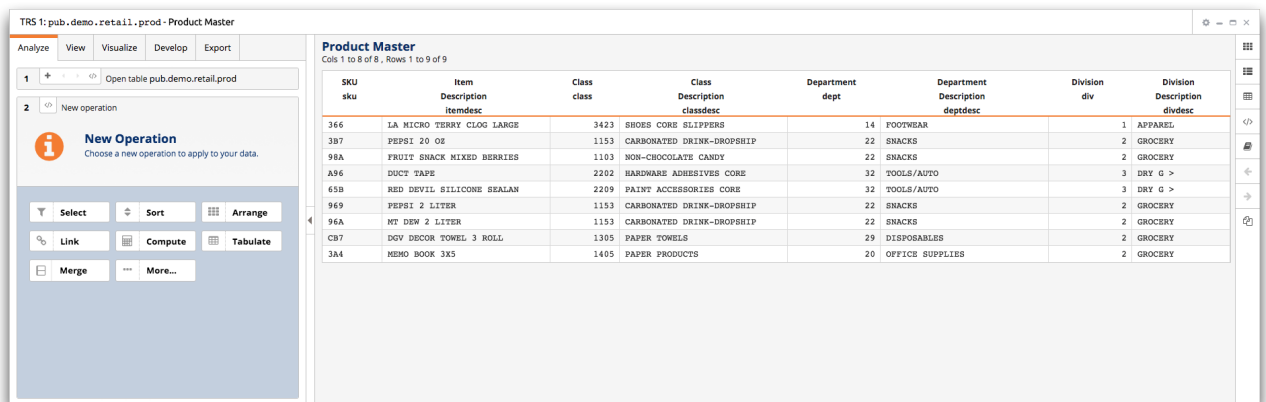 TRS 1: pub.demo.retail.prod - Product Master
Analyze View Visualize Develop Export
1 Open table pub.demo.retail.prod
2 New operation
New Operation
Choose a new operation to apply to your data.
Select Sort Arrange
Link Compute Tabulate
Merge More...
Product Master
Cols 1 to 8 of 8 , Rows 1 to 9 of 9
SKU Item Class Class Department Department Division Division
sku Description class Description dept Description div Description
itemdesc classdesc deptdesc divdesc
366 LA MICRO TERRY CLOG LARGE 3423 SHOES CORE SLIPPERS 14 FOOTWEAR 1 APPAREL
3B7 PEPSI 20 OZ 1153 CARBONATED DRINK-DROPSHIP 22 SNACKS 2 GROCERY
98A FRUIT SNACK MIXED BERRIES 1103 NON-CHOCOLATE CANDY 22 SNACKS 2 GROCERY
A96 DUCT TAPE 2202 HARDWARE ADHESIVES CORE 32 TOOLS/AUTO 3 DRY G >
65B RED DEVIL SILICONE SEALAN 2209 PAINT ACCESSORIES CORE 32 TOOLS/AUTO 3 DRY G >
969 PEPSI 2 LITER 1153 CARBONATED DRINK-DROPSHIP 22 SNACKS 2 GROCERY
96A MT DEW 2 LITER 1153 CARBONATED DRINK-DROPSHIP 22 SNACKS 2 GROCERY
CB7 DGV DECOR TOWEL 3 ROLL 1305 PAPER TOWELS 29 DISPOSABLES 2 GROCERY
3A4 MEMO BOOK 3X5 1405 PAPER PRODUCTS 20 OFFICE SUPPLIES 2 GROCERY